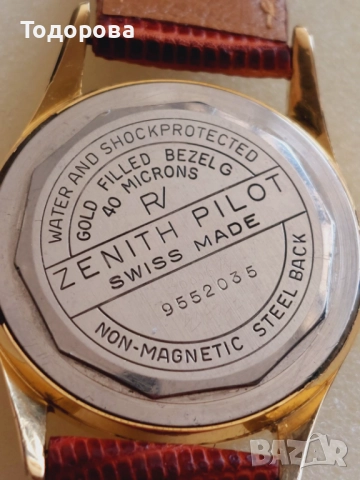 Тодорова
WATER AND SHOCKPROTECTED
GOLD FILLED BEZEL G
40 MICRONS
RV
ZENITH PILOT
SWISS MADE
9552035
NON-MAGNETIC STEEL BACK
BAZAR